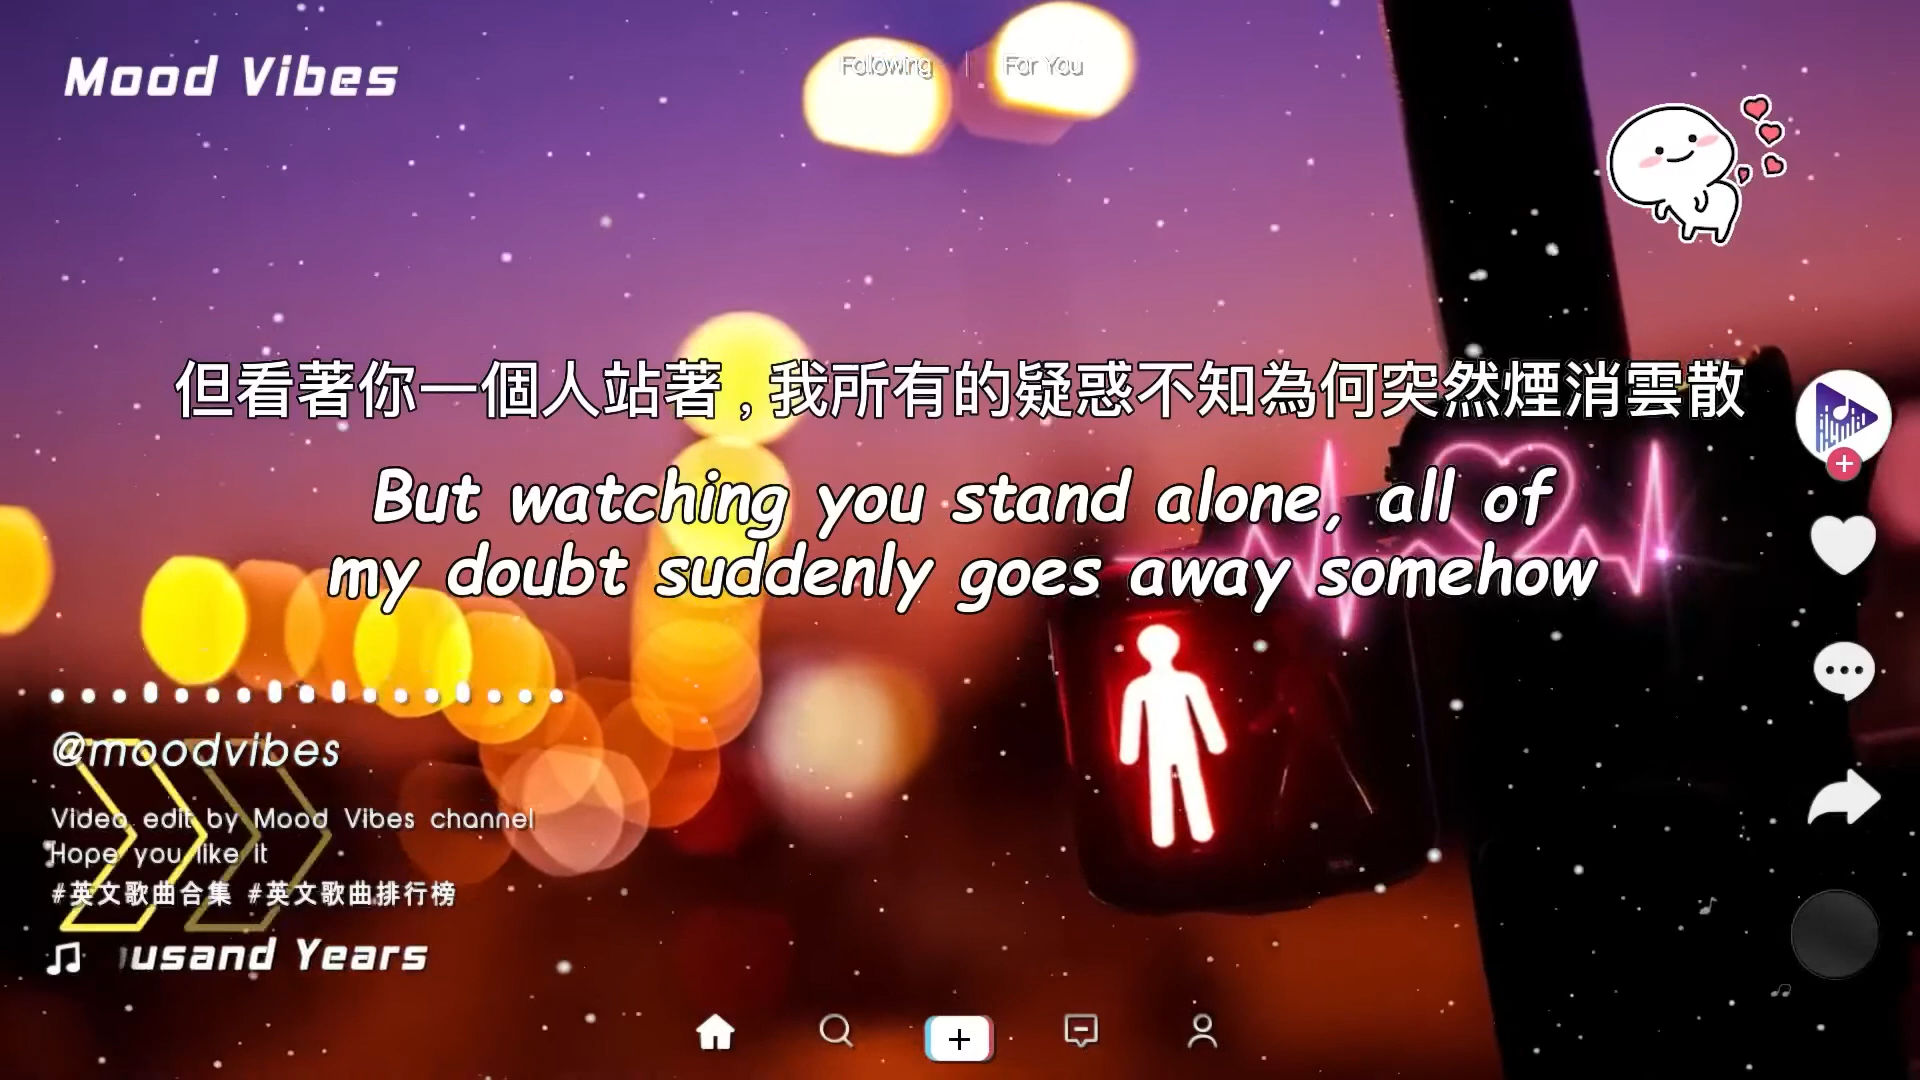 Mood Vibes
Following | For You
但看著你一個人站著 , 我所有的疑惑不知為何突然煙消雲散
But watching you stand alone, all of
my doubt suddenly goes away somehow
@moodvibes
Video edit by Mood Vibes channel
Hope you like it
#英文歌曲合集 #英文歌曲排行榜
usand Years